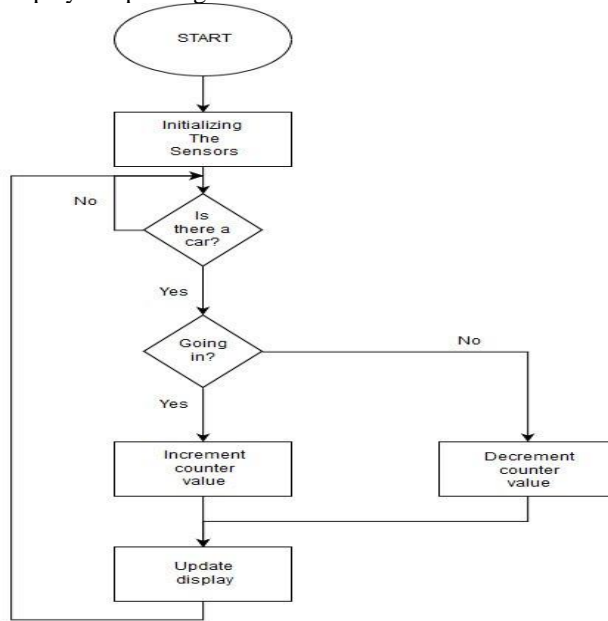 START
Initializing
The
Sensors
No
Is
there a
car?
Yes
Going
in?
No
Yes
Increment
counter
value
Decrement
counter
value
Update
display